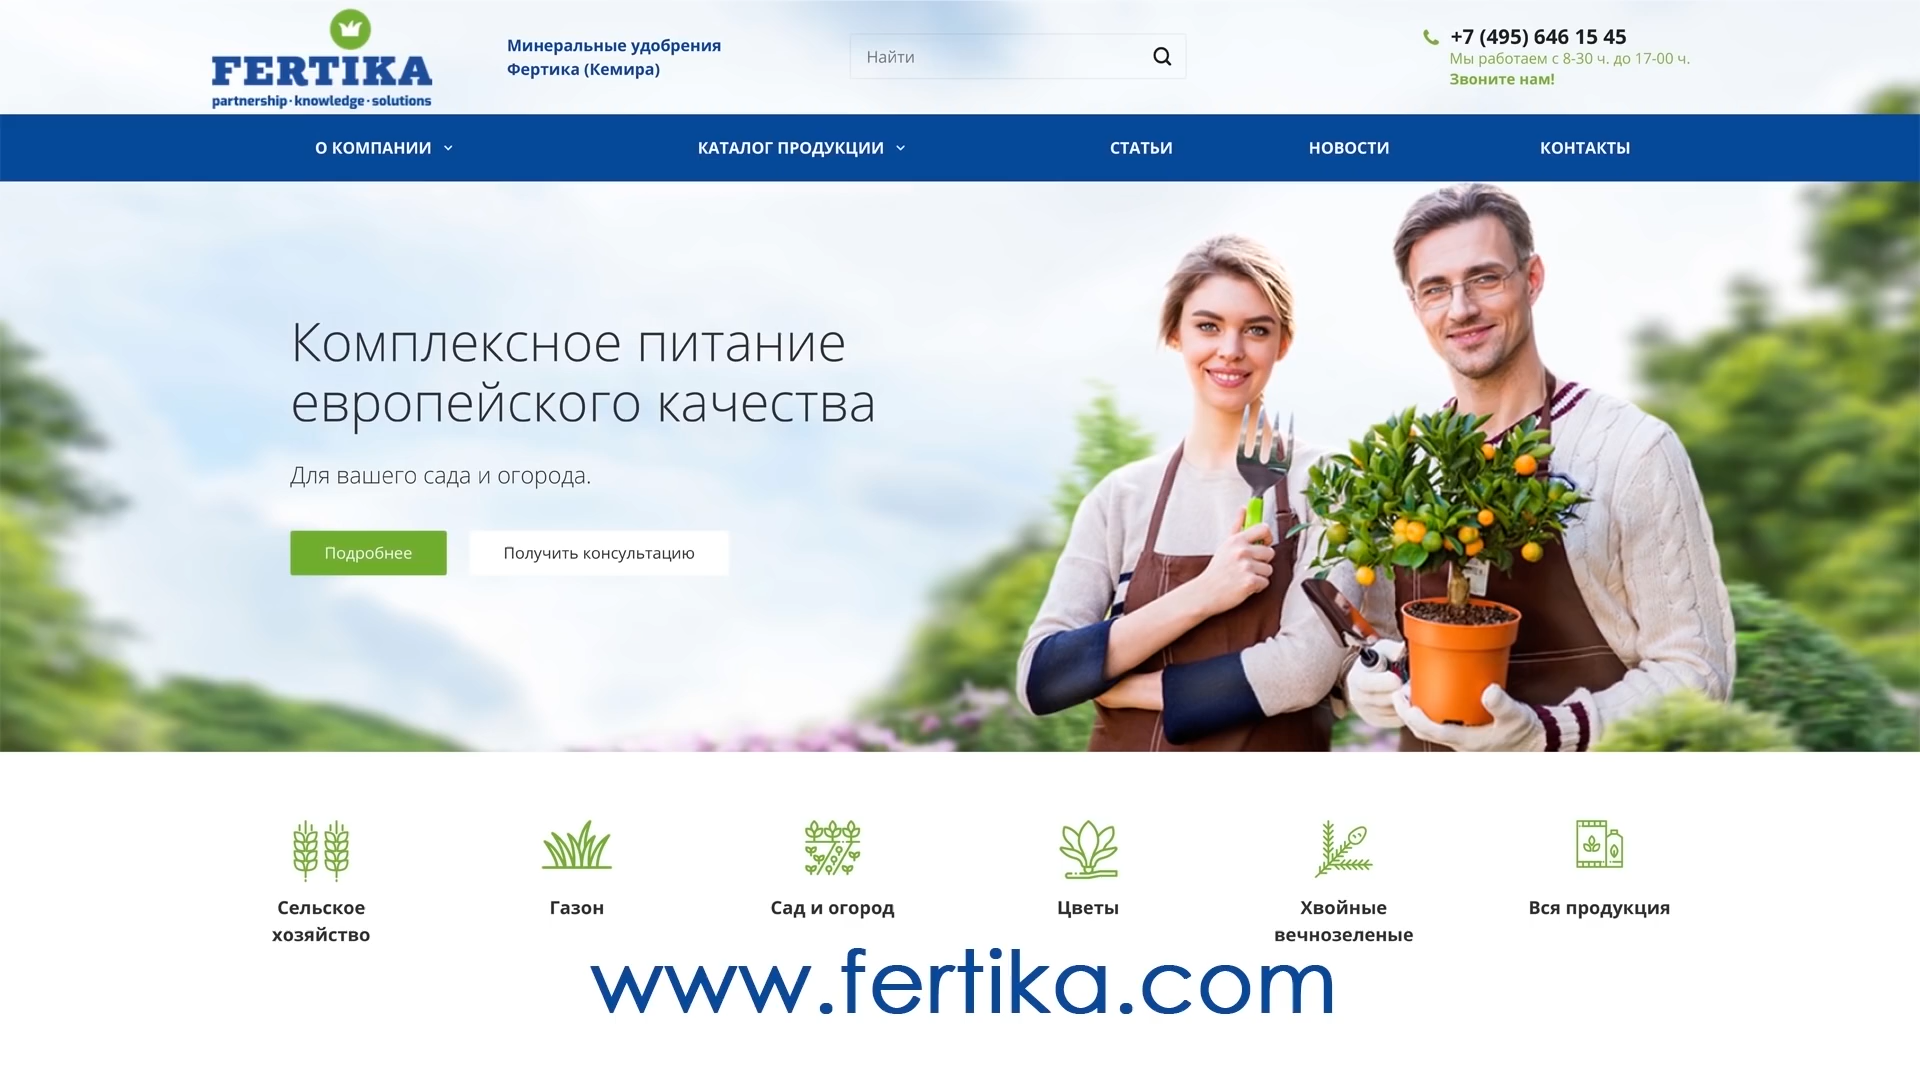 FERTIKA
partnership·knowledge·solutions
Минеральные удобрения
Фертика (Кемира)
Найти
+7 (495) 646 15 45
Мы работаем с 8-30 ч. до 17-00 ч.
Звоните нам!
О КОМПАНИИ
КАТАЛОГ ПРОДУКЦИИ
СТАТЬИ
НОВОСТИ
КОНТАКТЫ
Комплексное питание
европейского качества
Для вашего сада и огорода.
Подробнее
Получить консультацию
Сельское
хозяйство
Газон
Сад и огород
Цветы
Хвойные
вечнозеленые
Вся продукция
www.fertika.com